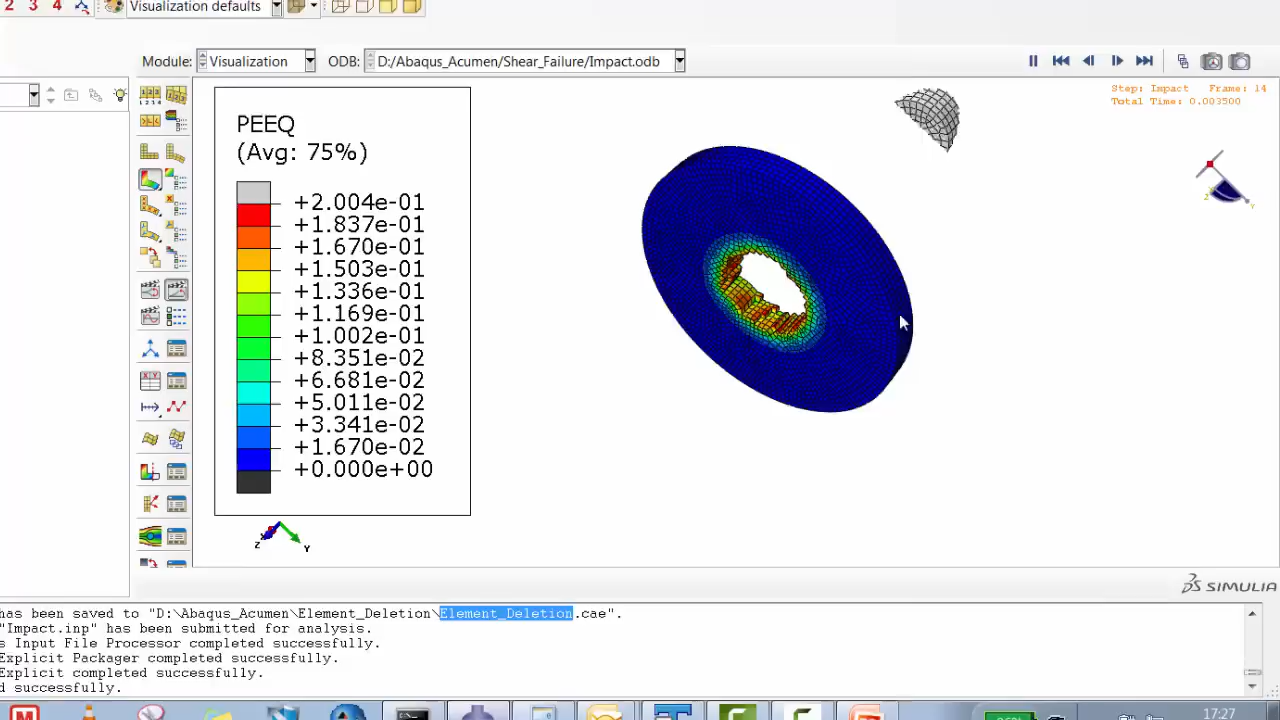 2 3 4 Visualization defaults
Module: Visualization ODB: D:/Abaqus_Acumen/Shear_Failure/Impact.odb
Step: Impact Frame: 14
Total Time: 0.003500
PEEQ
(Avg: 75%)
+2.004e-01
+1.837e-01
+1.670e-01
+1.503e-01
+1.336e-01
+1.169e-01
+1.002e-01
+8.351e-02
+6.681e-02
+5.011e-02
+3.341e-02
+1.670e-02
+0.000e+00
Z Y
Z Y
SIMULIA
has been saved to "D:\Abaqus_Acumen\Element_Deletion\Element_Deletion.cae".
"Impact.inp" has been submitted for analysis.
s Input File Processor completed successfully.
Explicit Packager completed successfully.
Explicit completed successfully.
d successfully.
17:27